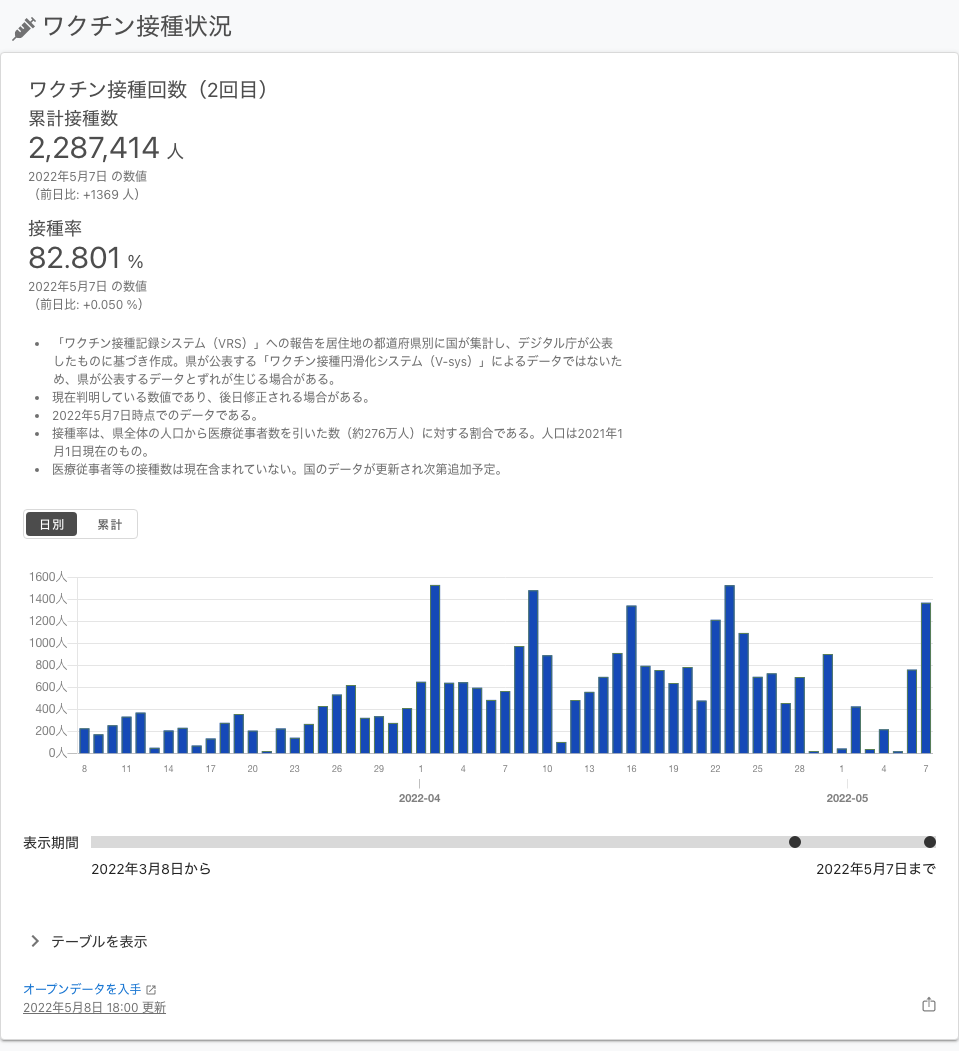 ワクチン接種状況
ワクチン接種回数（2回目）
累計接種数
2,287,414 人
2022年5月7日 の数値
（前日比: +1369 人）
接種率
82.801 %
2022年5月7日 の数値
（前日比: +0.050 %）
• 「ワクチン接種記録システム（VRS）」への報告を居住地の都道府県別に国が集計し、デジタル庁が公表
したものに基づき作成。県が公表する「ワクチン接種円滑化システム（V-sys）」によるデータではないた
め、県が公表するデータとずれが生じる場合がある。
• 現在判明している数値であり、後日修正される場合がある。
• 2022年5月7日時点でのデータである。
• 接種率は、県全体の人口から医療従事者数を引いた数（約276万人）に対する割合である。人口は2021年1
月1日現在のもの。
• 医療従事者等の接種数は現在含まれていない。国のデータが更新され次第追加予定。
日別 累計
1600人
1400人
1200人
1000人
800人
600人
400人
200人
0人
8 11 14 17 20 23 26 29 1 4 7 10 13 16 19 22 25 28 1 4 7
2022-04 2022-05
表示期間
2022年3月8日から 2022年5月7日まで
テーブルを表示
オープンデータを入手
2022年5月8日 18:00 更新